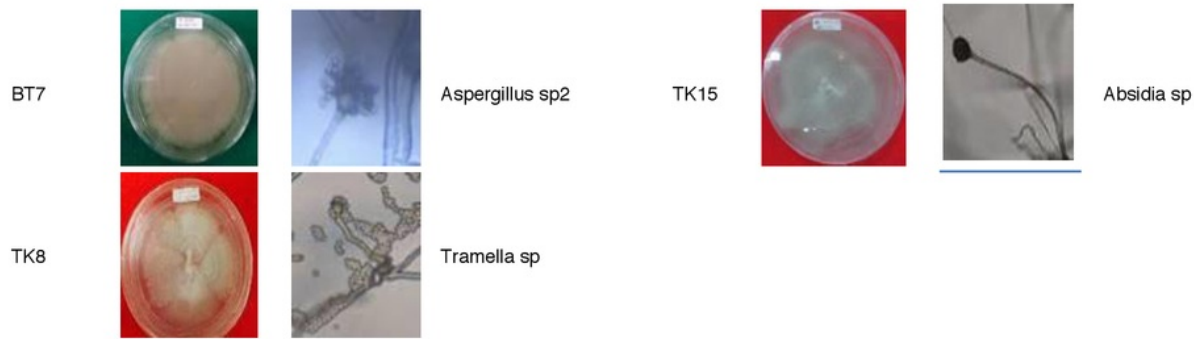 BT7
Aspergillus sp2
TK15
Absidia sp
TK8
Tramella sp